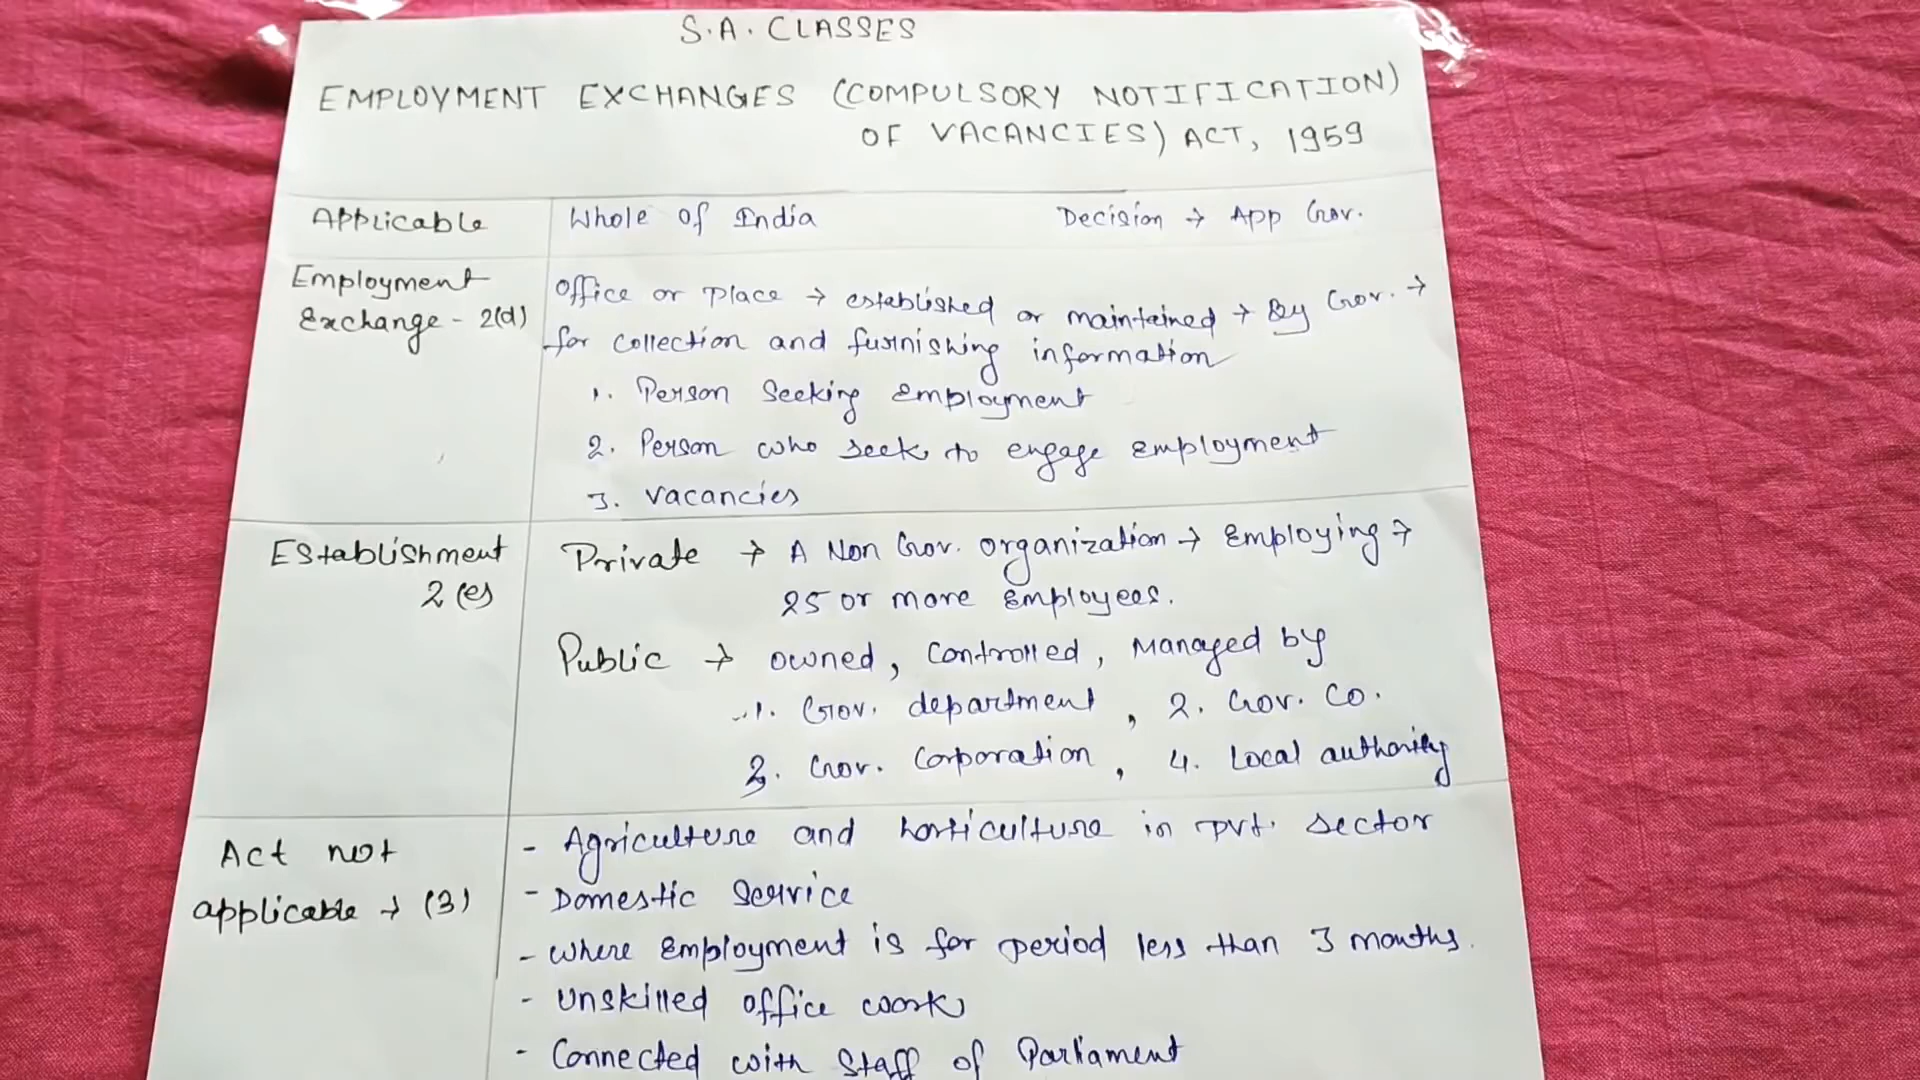 S.A. CLASSES
EMPLOYMENT EXCHANGES (COMPULSORY NOTIFICATION)
OF VACANCIES) ACT, 1959
Applicable
Whole of India
Decision → App Gov.
Employment
Exchange - 2(d)
Office or place → established or maintained → By Gov. →
for collection and furnishing information
1. Person Seeking Employment
2. Person who seek to engage Employment
3. Vacancies
Establishment
2(e)
Private → A Non Gov. organization → Employing →
25 or more Employees.
Public → owned, Controlled, Managed by
1. Gov. department, 2. Gov. Co.
3. Gov. Corporation, 4. Local authority
Act not
applicable → (3)
- Agriculture and horticulture in pvt. sector
- Domestic Service
- where Employment is for period less than 3 months.
- Unskilled office work
- Connected with Staff of Parliament